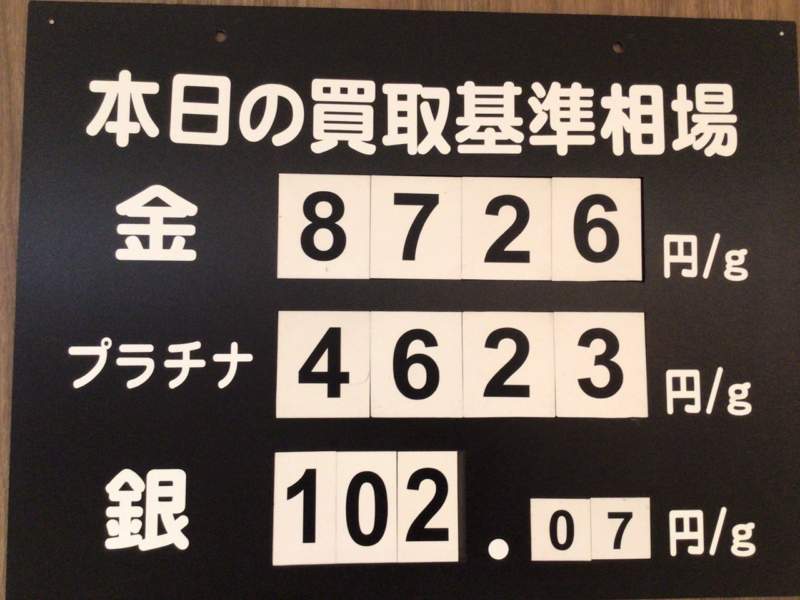 本日の買取基準相場
金 8726 円/g
プラチナ 4623 円/g
銀 102.07 円/g